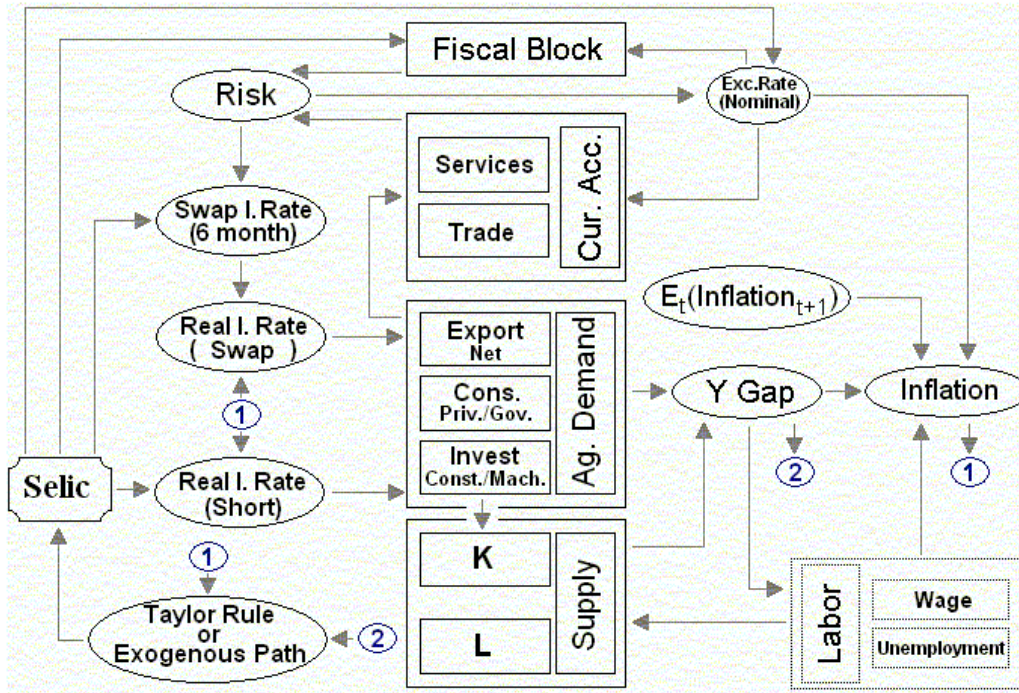 Fiscal Block
Risk
Exc.Rate
(Nominal)
Services
Trade
Cur. Acc.
Swap I. Rate
(6 month)
Et(Inflationt+1)
Real I. Rate
( Swap )
Export
Net
Cons.
Priv./Gov.
Invest
Const./Mach.
Ag. Demand
Y Gap
Inflation
1
2
1
Selic
Real I. Rate
(Short)
1
K
L
Supply
Taylor Rule
or
Exogenous Path
2
Labor
Wage
Unemployment